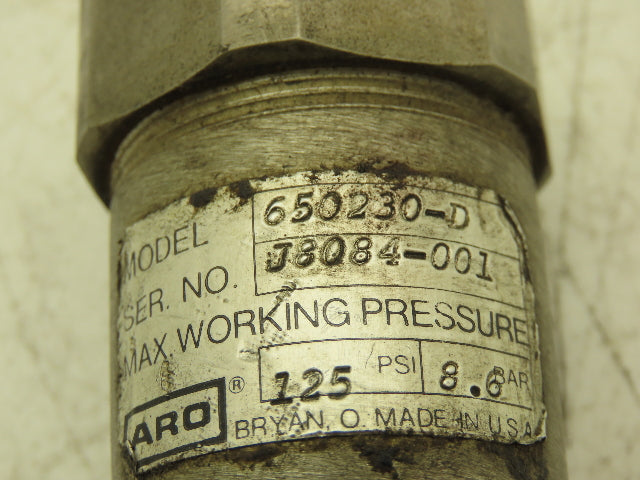 MODEL 650230-D
SER. NO. J8084-001
MAX. WORKING PRESSURE
125 PSI 8.6 BAR
ARO ® BRYAN, O. MADE IN U.S.A.